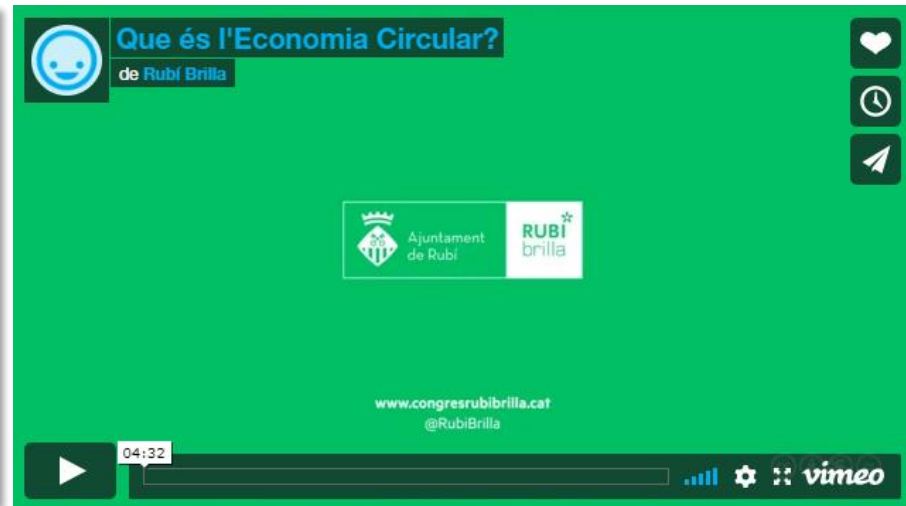 Que és l'Economia Circular?
de Rubí Brilla
Ajuntament
de Rubí
RUBÍ
brilla
www.congresrubibrilla.cat
@RubiBrilla
04:32
vimeo